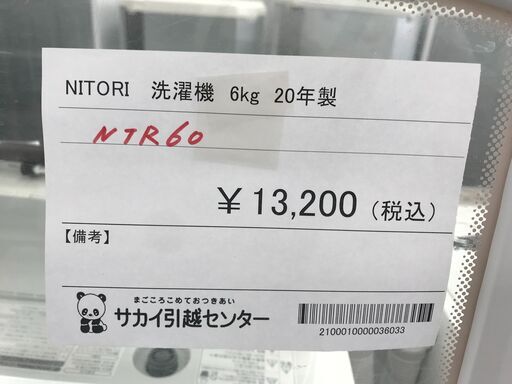 NITORI 洗濯機 6kg 20年製
NTR60
￥13,200（税込）
【備考】
まごころこめておつきあい
サカイ引越センター
2100010000036033